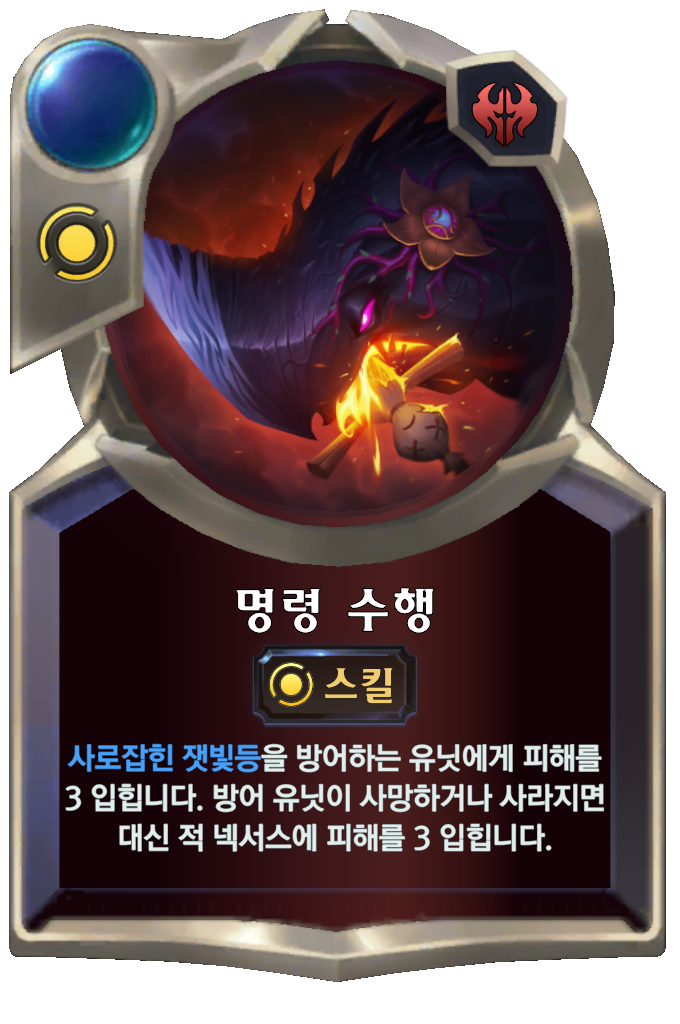 명령 수행
스킬
사로잡힌 잿빛등을 방어하는 유닛에게 피해를
3 입힙니다. 방어 유닛이 사망하거나 사라지면
대신 적 넥서스에 피해를 3 입힙니다.